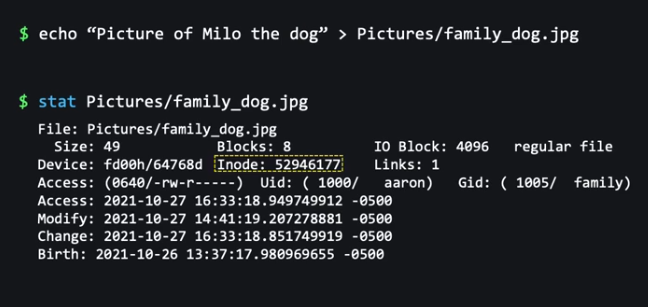 $ echo “Picture of Milo the dog” > Pictures/family_dog.jpg
$ stat Pictures/family_dog.jpg
File: Pictures/family_dog.jpg
Size: 49 Blocks: 8 IO Block: 4096 regular file
Device: fd00h/64768d Inode: 52946177 Links: 1
Access: (0640/-rw-r-----) Uid: ( 1000/ aaron) Gid: ( 1005/ family)
Access: 2021-10-27 16:33:18.949749912 -0500
Modify: 2021-10-27 14:41:19.207278881 -0500
Change: 2021-10-27 16:33:18.851749919 -0500
Birth: 2021-10-26 13:37:17.980969655 -0500